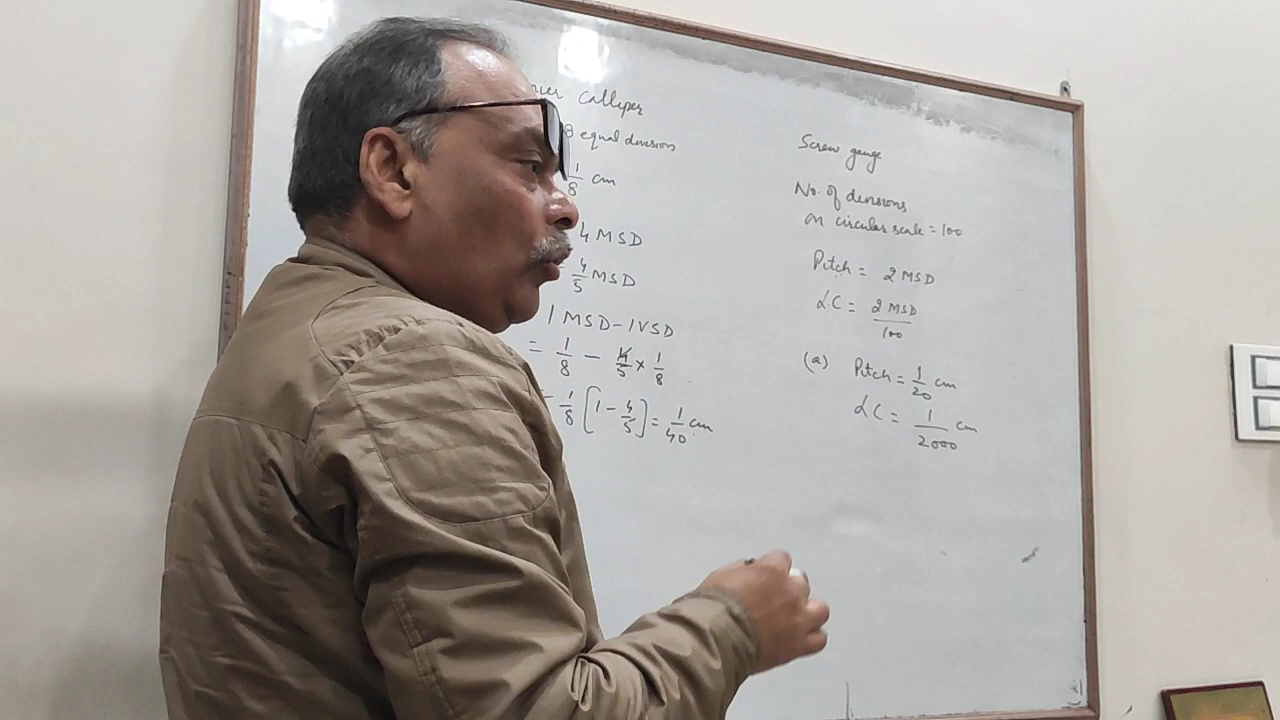 calliper
8 equal divisions
1/8 cm
4 MSD
4/5 MSD
1 MSD - 1 VSD
= 1/8 - 4/5 × 1/8
= 1/8 [1 - 4/5] = 1/40 cm
Screw gauge
No. of divisions
on circular scale = 100
Pitch = 2 MSD
LC = 2 MSD/100
(a) Pitch = 1/20 cm
LC = 1/2000 cm